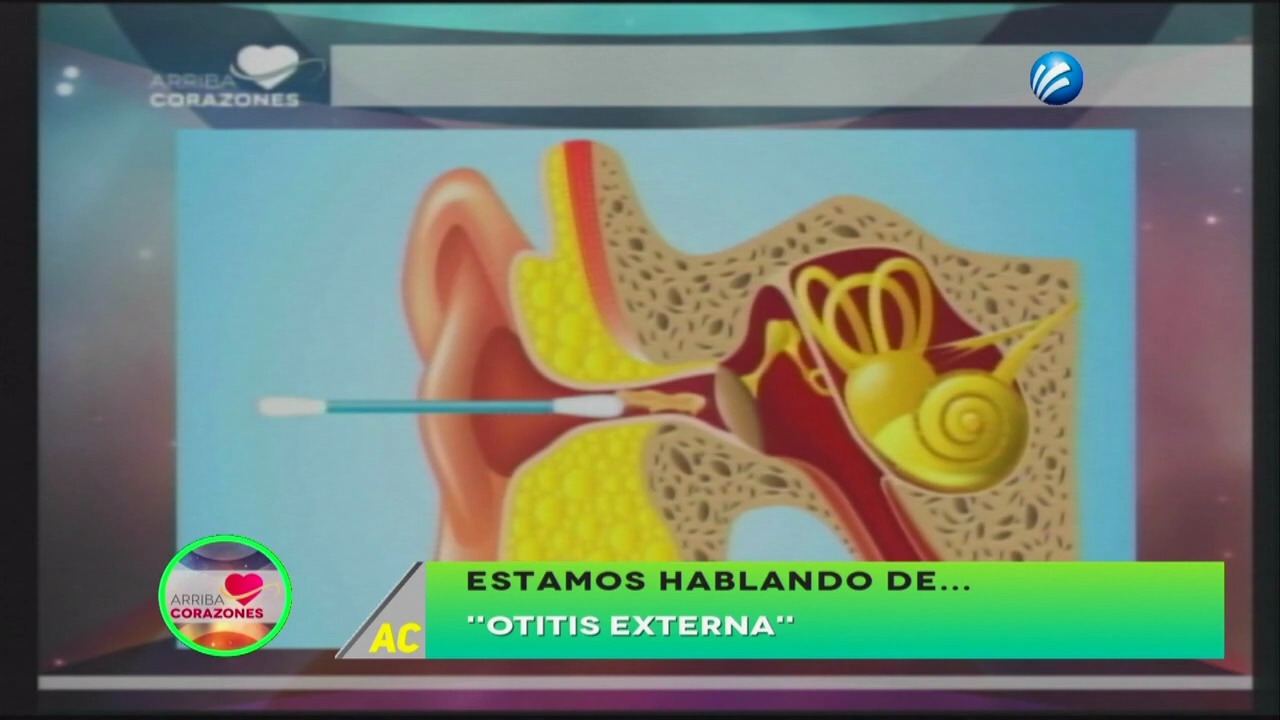 ARRIBA
CORAZONES
ARRIBA
CORAZONES
AC
ESTAMOS HABLANDO DE...
"OTITIS EXTERNA"